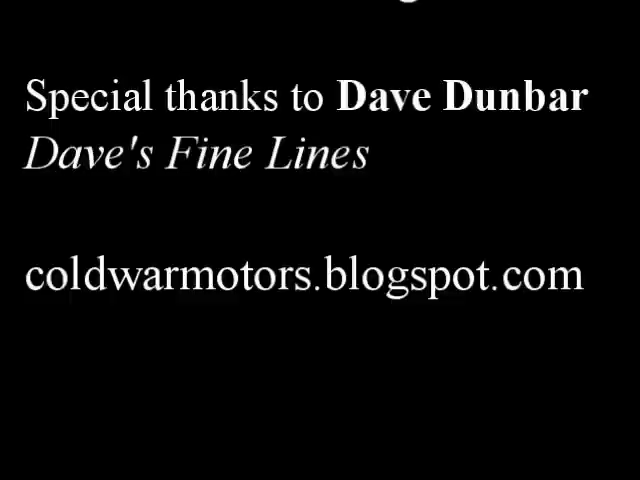 Special thanks to Dave Dunbar
Dave's Fine Lines
coldwarmotors.blogspot.com